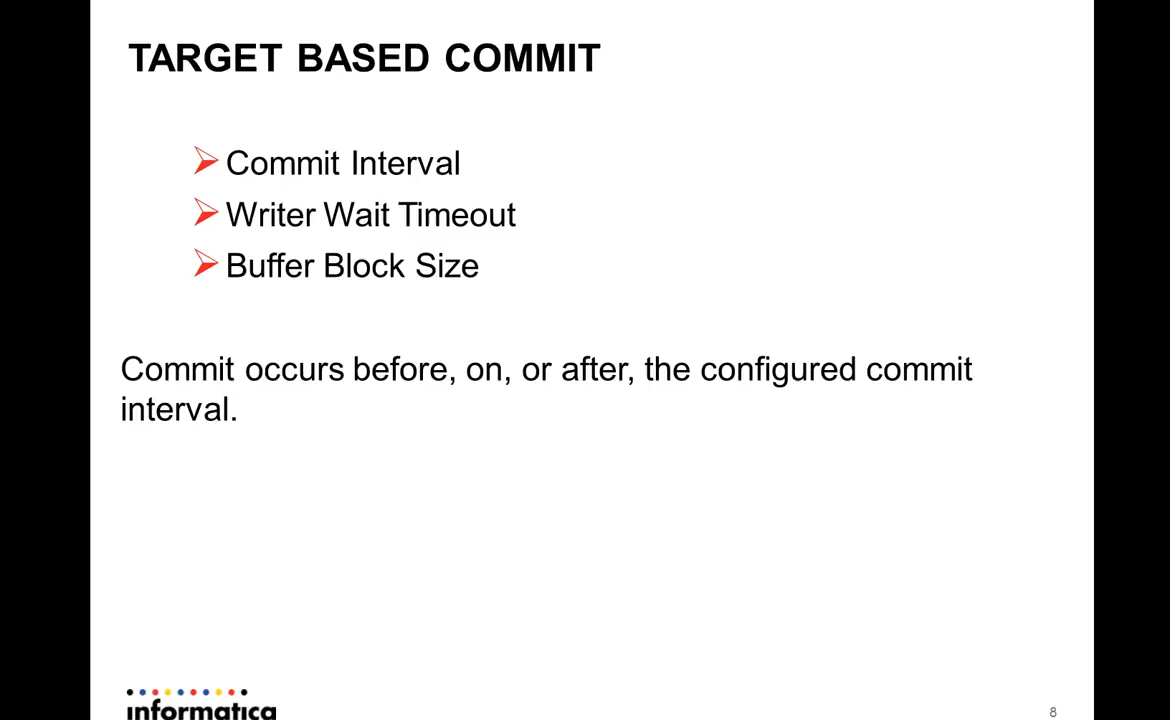 TARGET BASED COMMIT
Commit Interval
Writer Wait Timeout
Buffer Block Size
Commit occurs before, on, or after, the configured commit
interval.
informatica
8